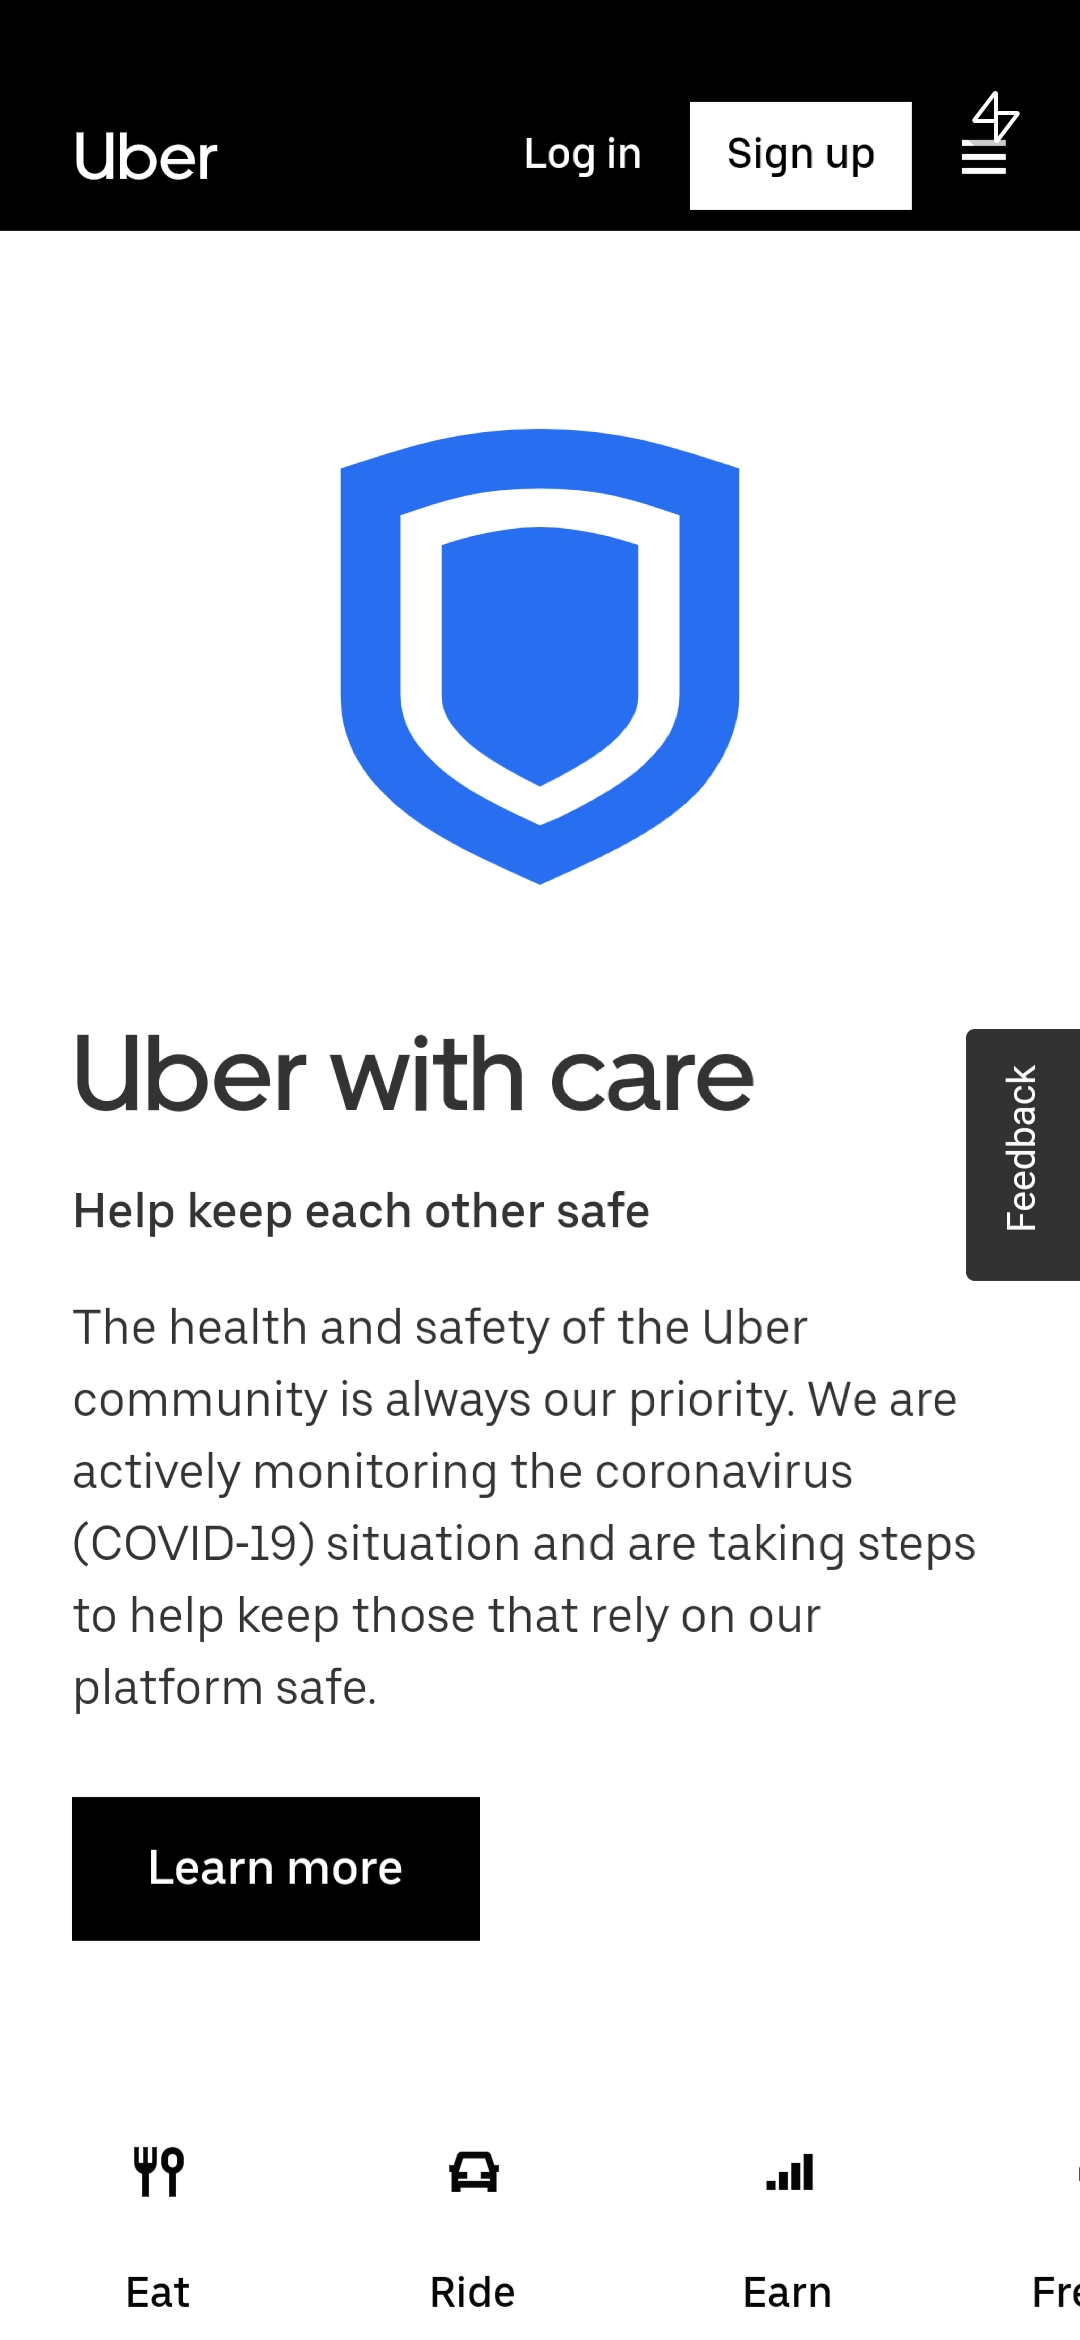 Uber
Log in
Sign up
Uber with care
Feedback
Help keep each other safe
The health and safety of the Uber
community is always our priority. We are
actively monitoring the coronavirus
(COVID-19) situation and are taking steps
to help keep those that rely on our
platform safe.
Learn more
Eat
Ride
Earn